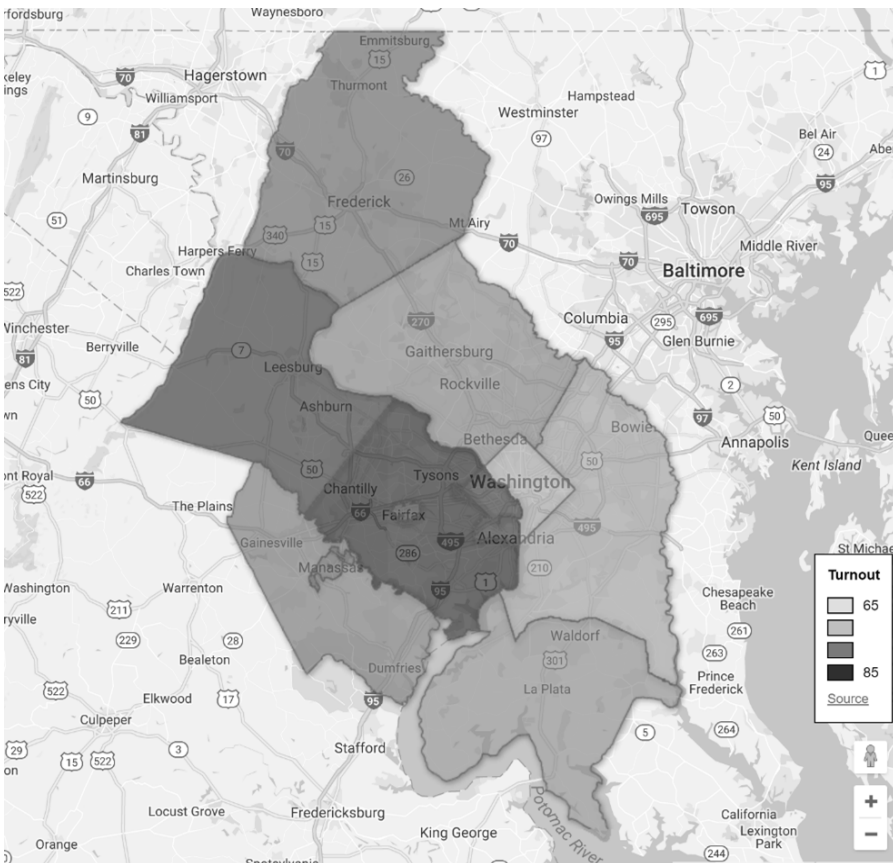 rfordsburg
Waynesboro
Emmitsburg
1
keley
ings
70
Hagerstown
15
Thurmont
Hampstead
Williamsport
Westminster
9
81
97
Bel Air
70
24
Aber
Martinsburg
26
95
Frederick
Owings Mills
51
15
695
Towson
340
Mt Airy
70
Harpers Ferry
15
70
Middle River
Charles Town
Baltimore
522
Winchester
270
Columbia
295
695
Berryville
7
Gaithersburg
95
Glen Burnie
81
ens City
Leesburg
Rockville
2
50
Ashburn
97
50
wn
Bethesda
Bowie
Annapolis
Quee
ont Royal
66
50
Tysons
50
Kent Island
522
Chantilly
Washington
The Plains
66
Fairfax
495
Gainesville
286
495
Alexandria
St Michae
Manassas
210
Turnout
65
85
Source
Washington
Warrenton
95
1
Chesapeake
Beach
211
ryville
229
28
Waldorf
261
Bealeton
Dumfries
301
263
522
Elkwood
17
95
La Plata
Prince
Frederick
Culpeper
5
29
3
Stafford
264
on
15
522
Locust Grove
Fredericksburg
Potomac River
California
Lexington
Park
King George
Orange
244
Spotsylvania
+
−